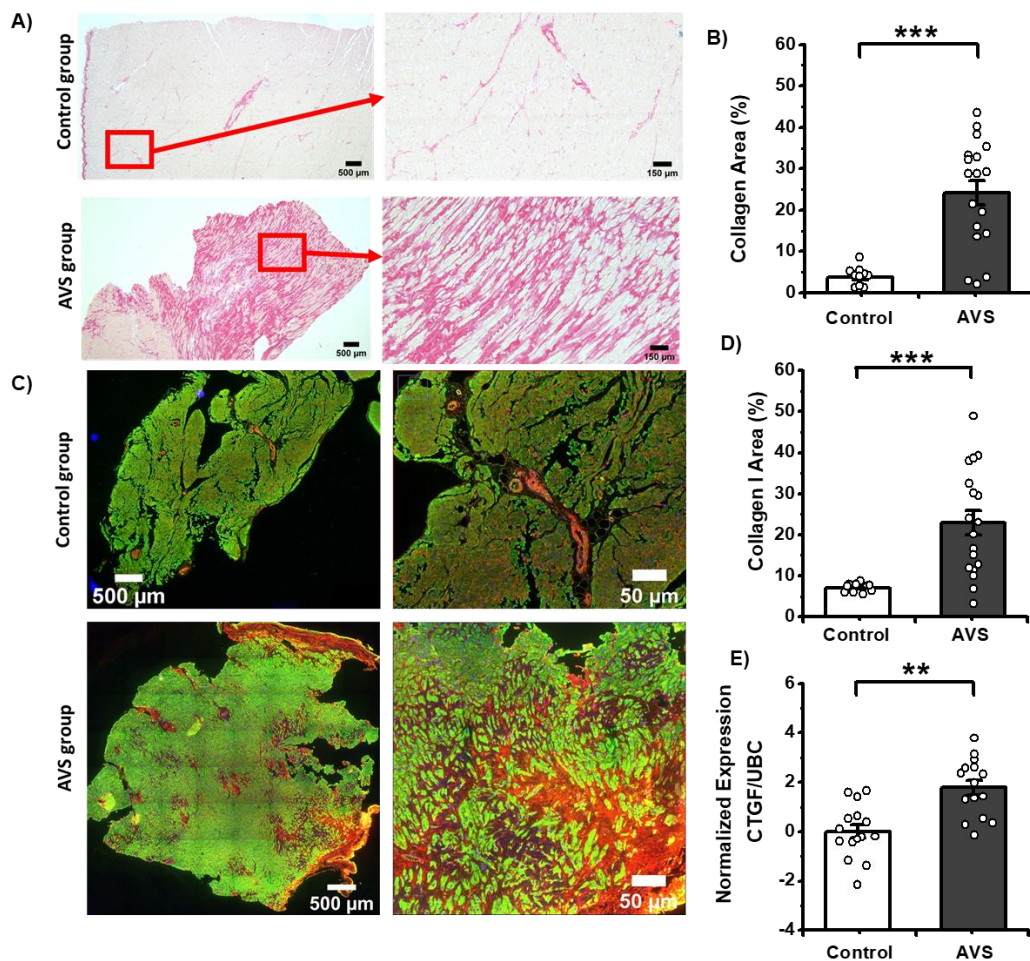 A)
Control group
500 µm
150 µm
AVS group
500 µm
150 µm
B)
***
Collagen Area (%)
60
50
40
30
20
10
0
Control
AVS
C)
Control group
500 µm
50 µm
AVS group
500 µm
50 µm
D)
***
Collagen I Area (%)
60
50
40
30
20
10
0
Control
AVS
E)
**
Normalized Expression
CTGF/UBC
6
4
2
0
-2
-4
Control
AVS